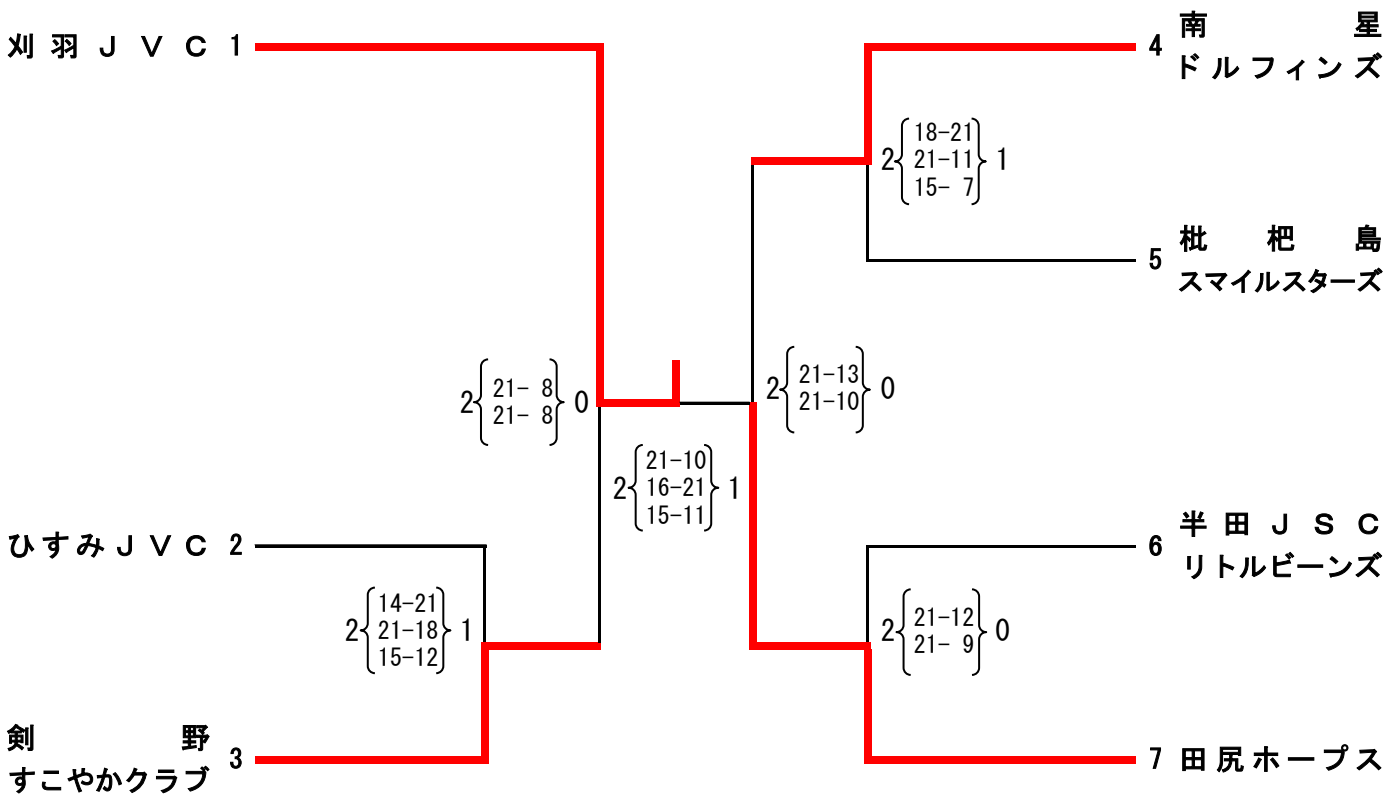 刈羽ＪＶＣ 1
4 南星
ドルフィンズ
2 18-21 1
21-11
15- 7
5 枇杷島
スマイルスターズ
2 21- 8 0
21- 8
2 21-13 0
21-10
2 21-10 1
16-21
15-11
ひすみＪＶＣ 2
6 半田ＪＳＣ
リトルビーンズ
2 14-21 1
21-18
15-12
2 21-12 0
21- 9
剣野
すこやかクラブ 3
7 田尻ホープス